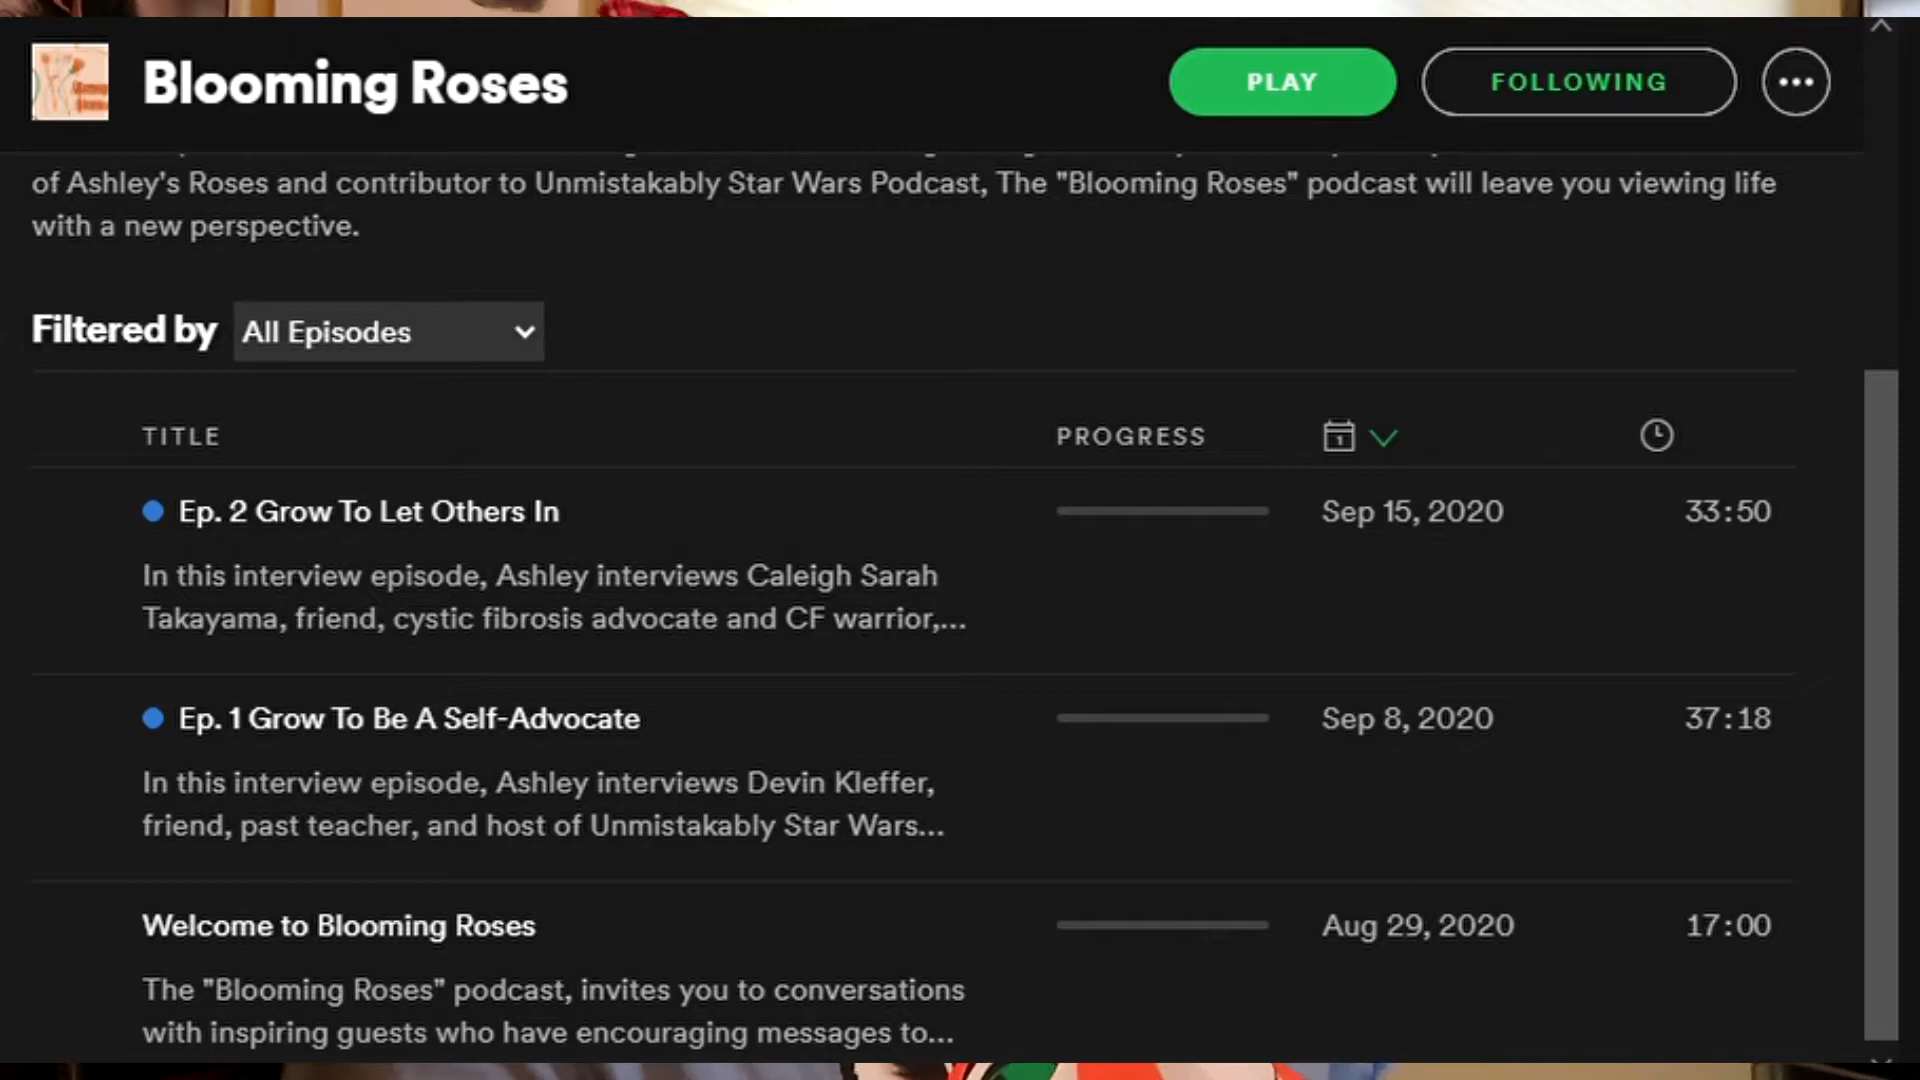 Blooming Roses
PLAY
FOLLOWING
of Ashley's Roses and contributor to Unmistakably Star Wars Podcast, The "Blooming Roses" podcast will leave you viewing life
with a new perspective.
Filtered by
All Episodes
TITLE
PROGRESS
1
Ep. 2 Grow To Let Others In
Sep 15, 2020
33:50
In this interview episode, Ashley interviews Caleigh Sarah
Takayama, friend, cystic fibrosis advocate and CF warrior,...
Ep. 1 Grow To Be A Self-Advocate
Sep 8, 2020
37:18
In this interview episode, Ashley interviews Devin Kleffer,
friend, past teacher, and host of Unmistakably Star Wars...
Welcome to Blooming Roses
Aug 29, 2020
17:00
The "Blooming Roses" podcast, invites you to conversations
with inspiring guests who have encouraging messages to...